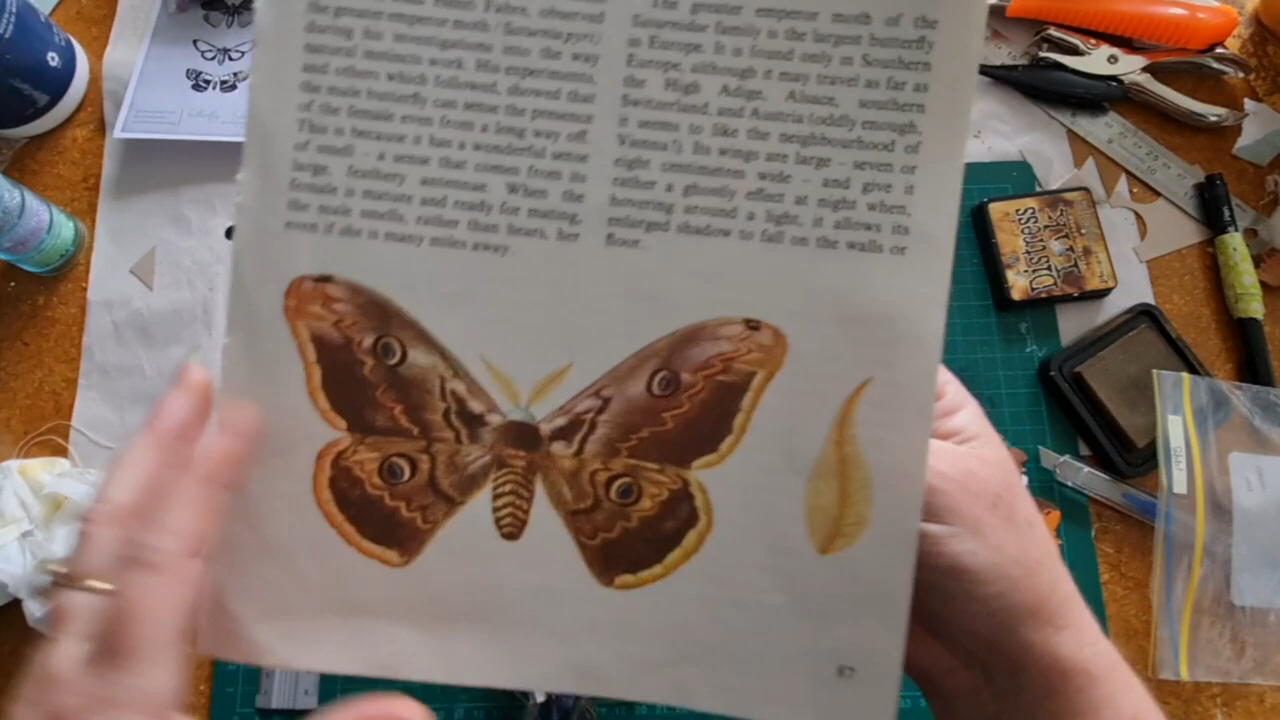 the greater emperor moth (Saturnia pyri)
during his investigations into the way
natural instincts work. His experiments,
and others which followed, showed that
the male butterfly can sense the presence
of the female even from a long way off.
This is because it has a wonderful sense
of smell – a sense that comes from its
large, feathery antennae. When the
female is mature and ready for mating,
the male smells, rather than hears, her
even if she is many miles away.
The greater emperor moth of the
family is the largest butterfly
in Europe. It is found only in Southern
Europe, although it may travel as far as
the High Adige, Alsace, southern
Switzerland, and Austria (oddly enough,
it seems to like the neighbourhood of
Vienna!). Its wings are large – seven or
eight centimetres wide – and give it
rather a ghostly effect at night when,
hovering around a light, it allows its
enlarged shadow to fall on the walls or
floor.
Distress
Ink
1995